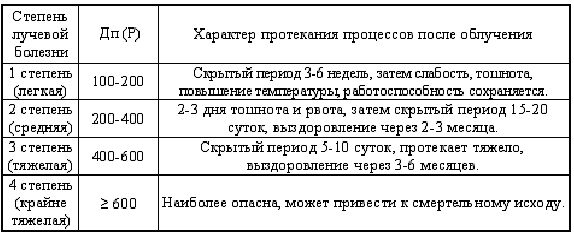 Степень
лучевой
болезни
Дп (Р)
Характер протекания процессов после облучения
1 степень
(легкая)
100-200
Скрытый период 3-6 недель, затем слабость, тошнота,
повышение температуры, работоспособность сохраняется.
2 степень
(средняя)
200-400
2-3 дня тошнота и рвота, затем скрытый период 15-20
суток, выздоровление через 2-3 месяца.
3 степень
(тяжелая)
400-600
Скрытый период 5-10 суток, протекает тяжело,
выздоровление через 3-6 месяцев.
4 степень
(крайне
тяжелая)
≥ 600
Наиболее опасна, может привести к смертельному исходу.